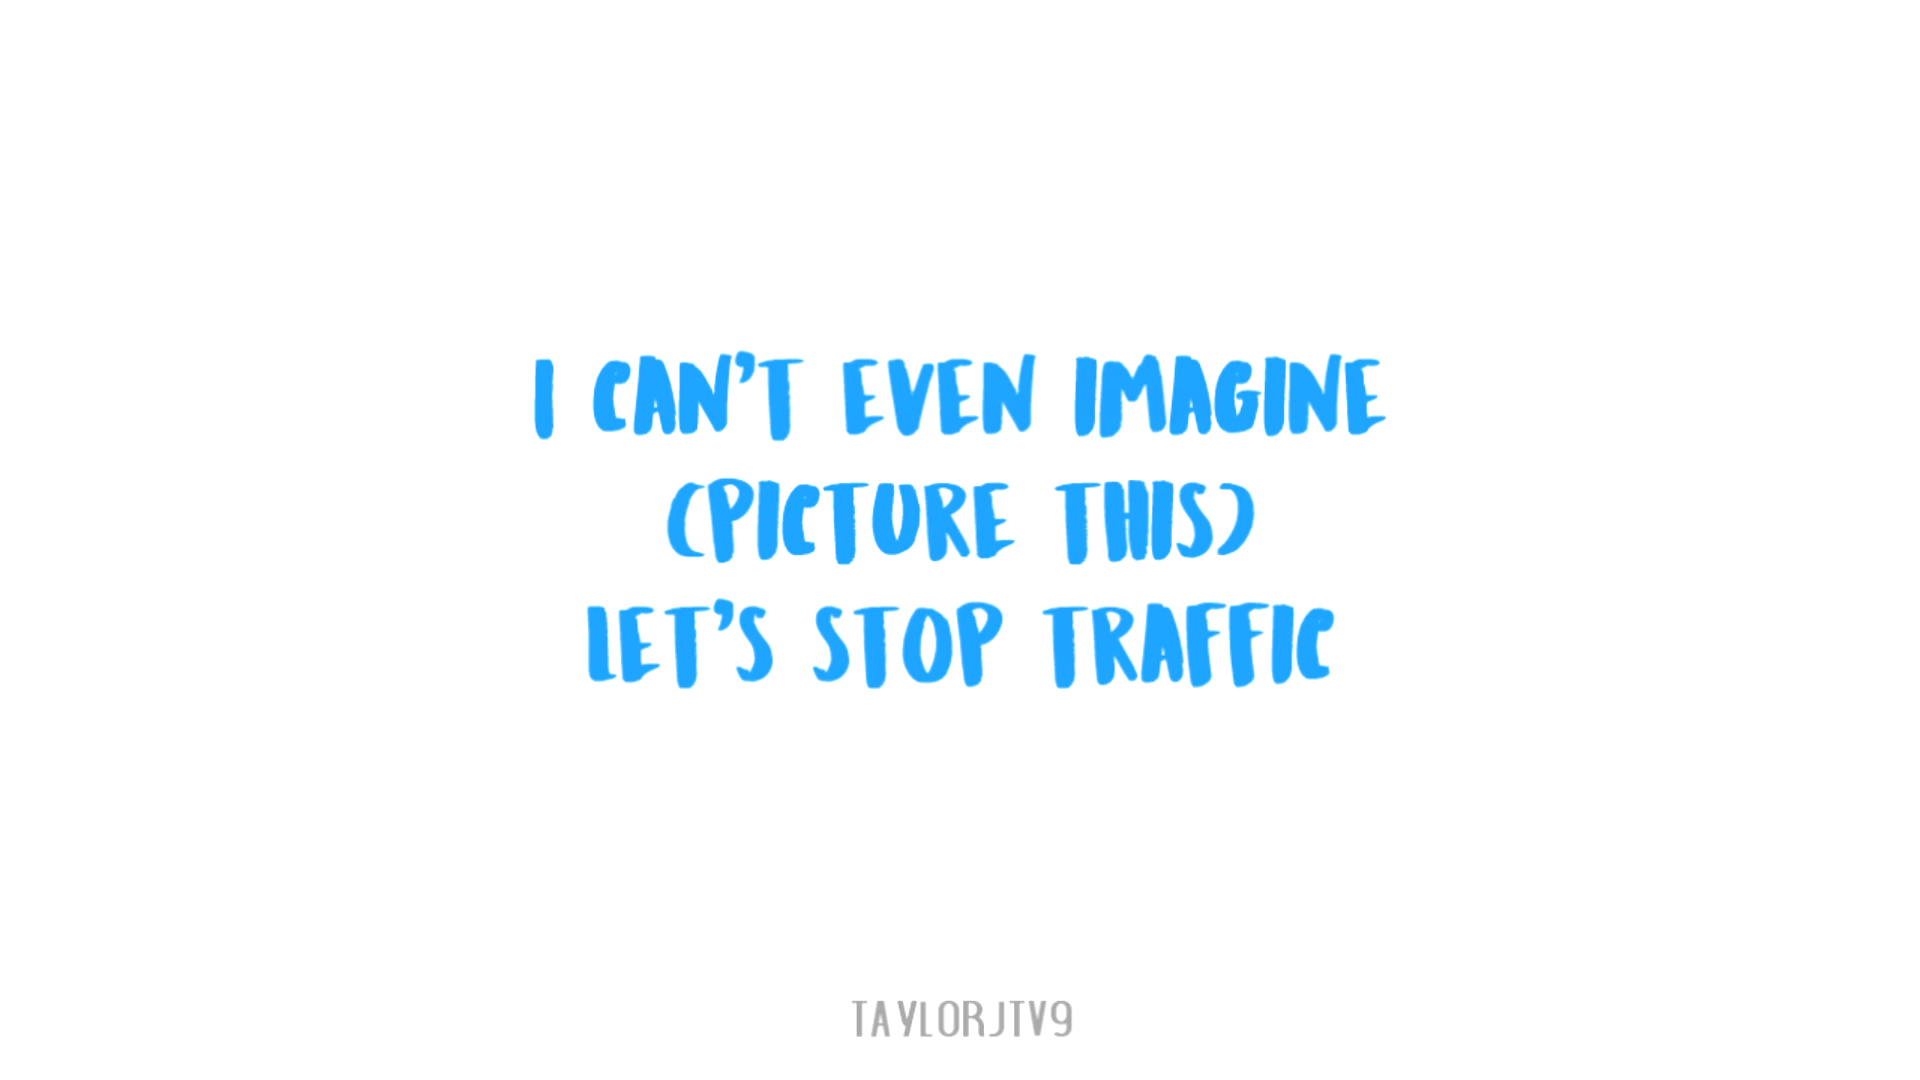 I CAN'T EVEN IMAGINE
(PICTURE THIS)
LET'S STOP TRAFFIC
TAYLORJTV9